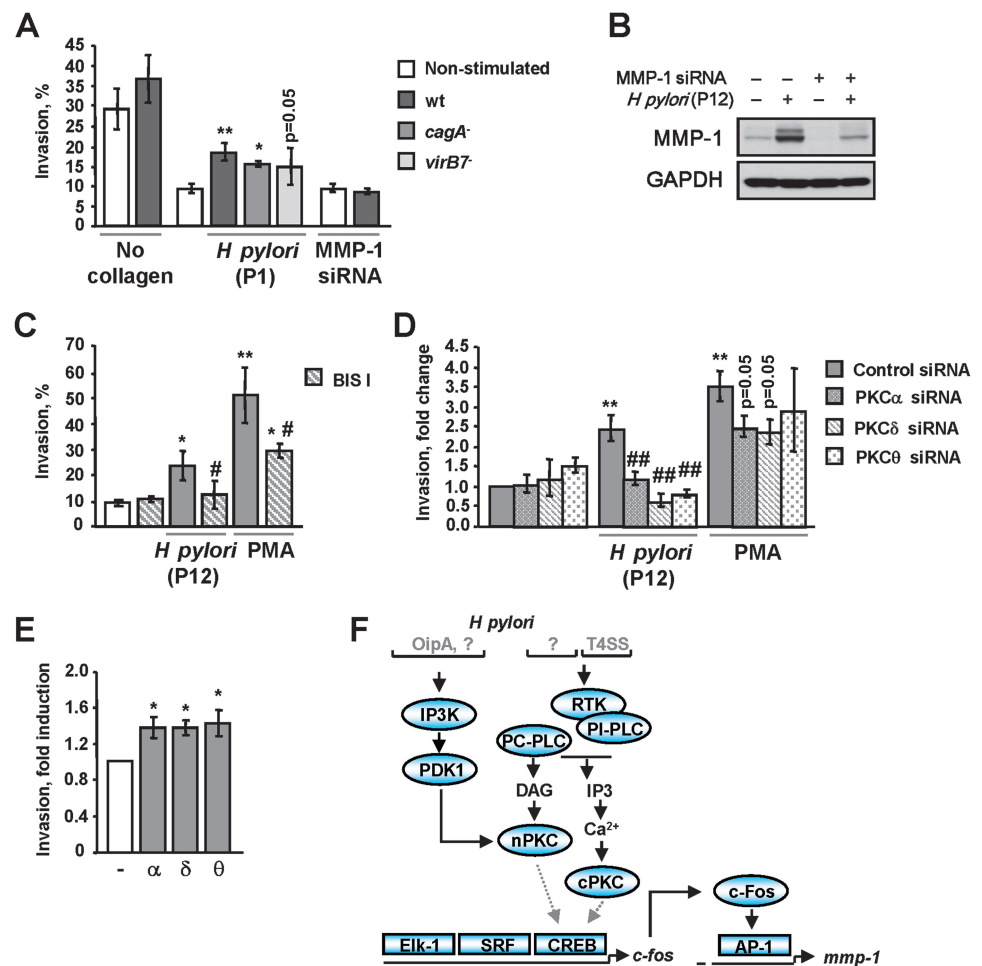 A
Invasion, %
45
40
35
30
25
20
15
10
5
0
**
*
p=0.05
Non-stimulated
wt
cagA-
virB7-
No collagen
H pylori (P1)
MMP-1 siRNA
B
MMP-1 siRNA – – + +
H pylori (P12) – + – +
MMP-1
GAPDH
C
Invasion, %
70
60
50
40
30
20
10
0
*
#
**
* #
BIS I
H pylori (P12)
PMA
D
Invasion, fold change
4.5
4.0
3.5
3.0
2.5
2.0
1.5
1.0
0.5
0.0
**
##
##
##
**
p=0.05
p=0.05
Control siRNA
PKCα siRNA
PKCδ siRNA
PKCθ siRNA
H pylori (P12)
PMA
E
Invasion, fold induction
2.0
1.6
1.2
0.8
0.4
0
*
*
*
- α δ θ
F
H pylori
OipA, ?
?
T4SS
IP3K
RTK
PI-PLC
PC-PLC
PDK1
DAG
IP3
Ca2+
nPKC
cPKC
c-Fos
Elk-1
SRF
CREB
c-fos
AP-1
mmp-1